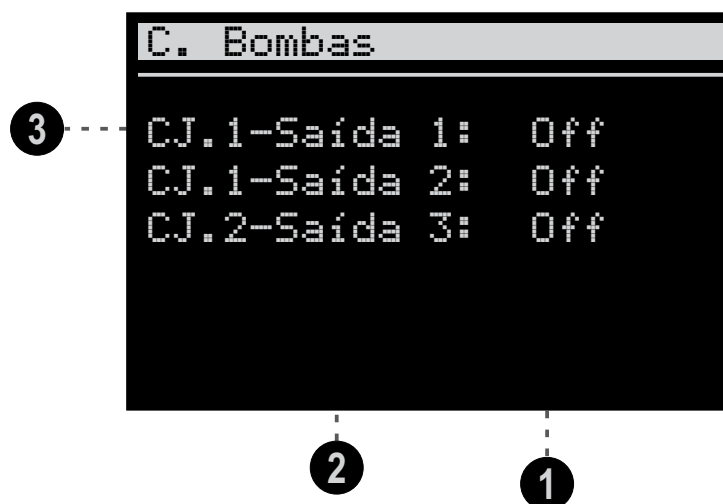 C. Bombas
3
CJ.1-Saída 1: Off
CJ.1-Saída 2: Off
CJ.2-Saída 3: Off
2
1